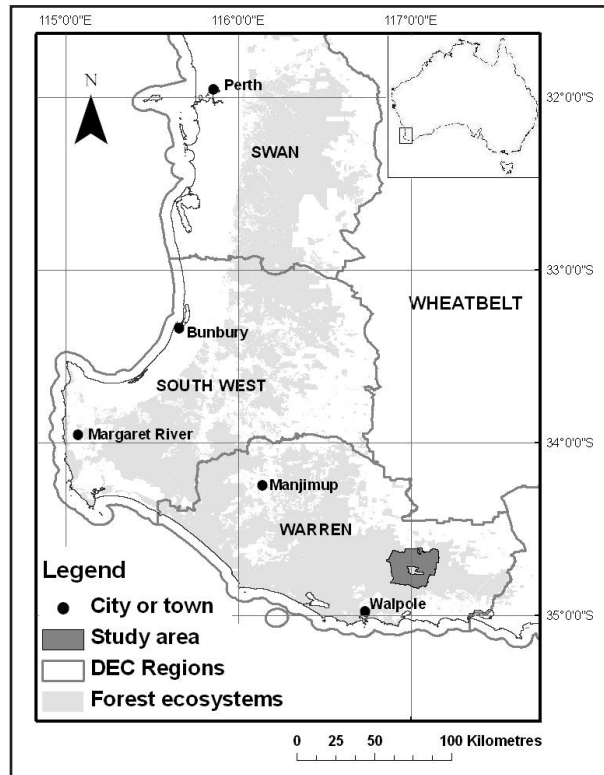 115°0'0"E 116°0'0"E 117°0'0"E
N
Perth
32°0'0"S
SWAN
33°0'0"S
WHEATBELT
Bunbury
SOUTH WEST
Margaret River
34°0'0"S
Manjimup
WARREN
Walpole
35°0'0"S
Legend
City or town
Study area
DEC Regions
Forest ecosystems
0 25 50 100 Kilometres